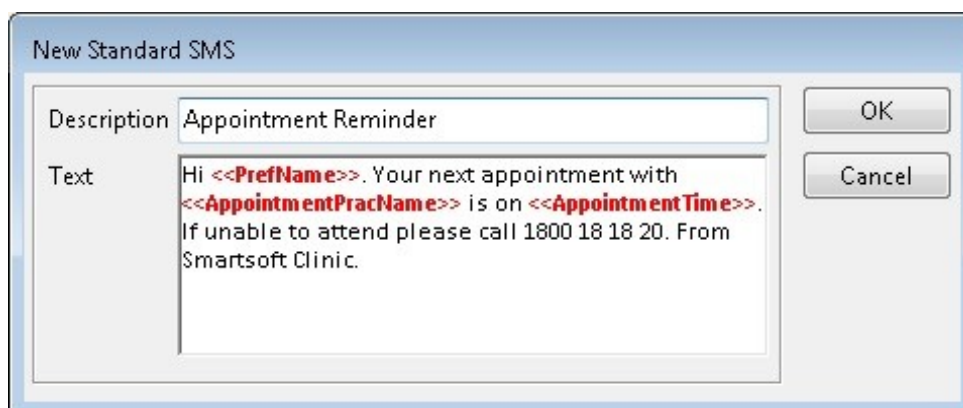 New Standard SMS
Description Appointment Reminder OK
Text Hi <<PrefName>>. Your next appointment with Cancel
<<AppointmentPracName>> is on <<AppointmentTime>>.
If unable to attend please call 1800 18 18 20. From
Smartsoft Clinic.